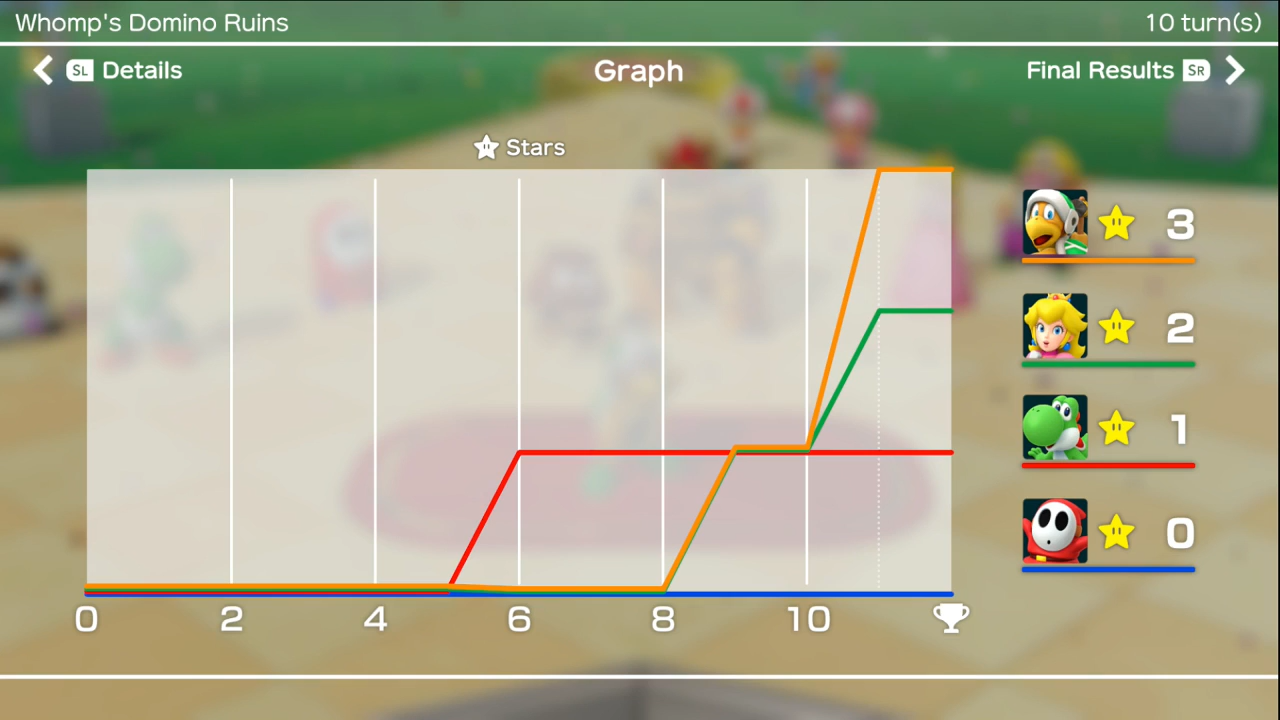 Whomp's Domino Ruins
10 turn(s)
SL Details
Graph
Final Results SR
Stars
3
2
1
0
0 2 4 6 8 10